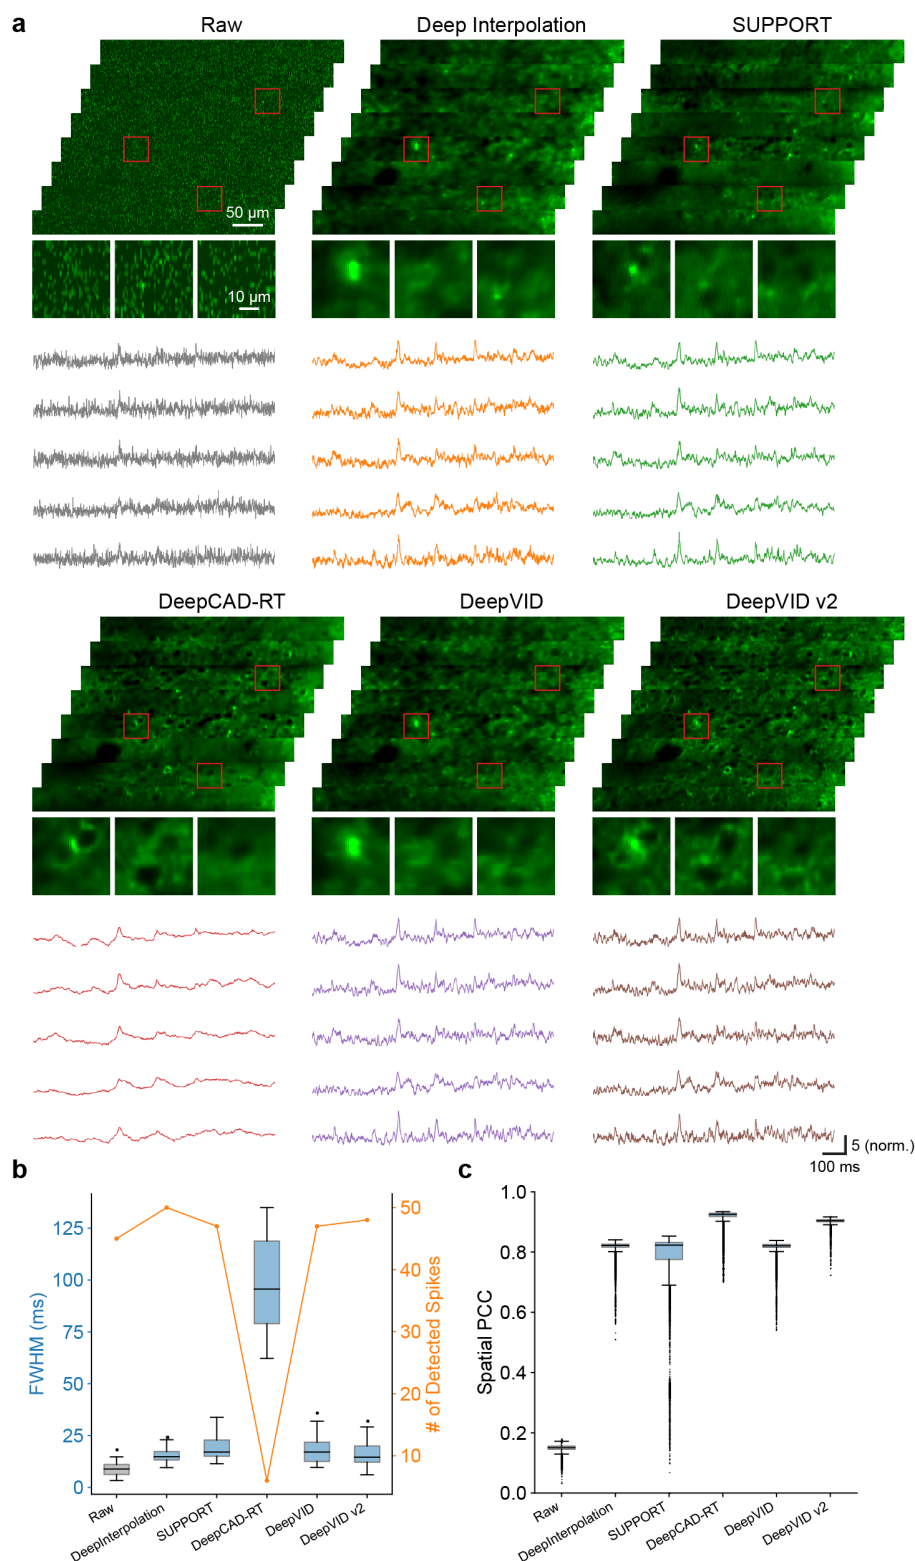 a
Raw
Deep Interpolation
SUPPORT
50 µm
10 µm
DeepCAD-RT
DeepVID
DeepVID v2
5 (norm.)
100 ms
b
FWHM (ms)
125
100
75
50
25
0
50
40
30
20
10
# of Detected Spikes
Raw
DeepInterpolation
SUPPORT
DeepCAD-RT
DeepVID
DeepVID v2
c
Spatial PCC
1.0
0.8
0.6
0.4
0.2
0.0
Raw
DeepInterpolation
SUPPORT
DeepCAD-RT
DeepVID
DeepVID v2